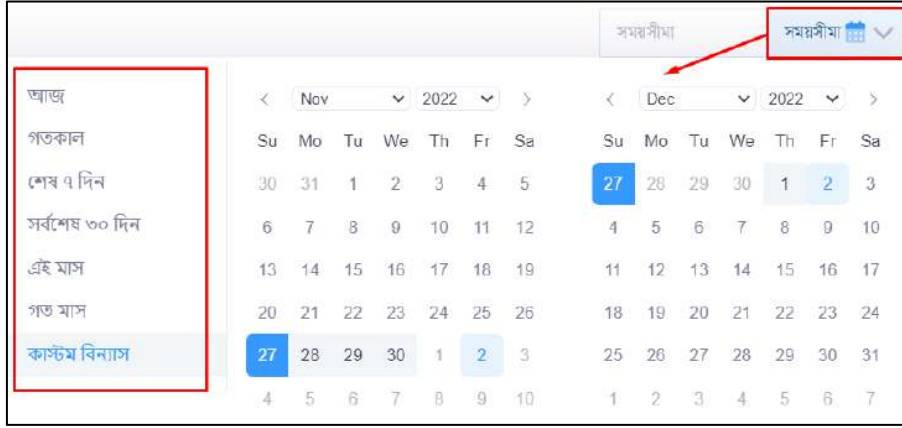 সময়সীমা সময়সীমা
আজ
গতকাল
শেষ ৭ দিন
সর্বশেষ ৩০ দিন
এই মাস
গত মাস
কাস্টম বিন্যাস
< Nov 2022 >
Su Mo Tu We Th Fr Sa
30 31 1 2 3 4 5
6 7 8 9 10 11 12
13 14 15 16 17 18 19
20 21 22 23 24 25 26
27 28 29 30 1 2 3
4 5 6 7 8 9 10
< Dec 2022 >
Su Mo Tu We Th Fr Sa
27 28 29 30 1 2 3
4 5 6 7 8 9 10
11 12 13 14 15 16 17
18 19 20 21 22 23 24
25 26 27 28 29 30 31
1 2 3 4 5 6 7